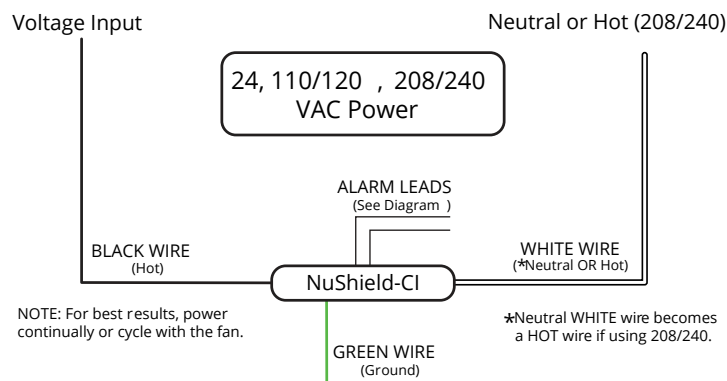 Voltage Input
Neutral or Hot (208/240)
24, 110/120 , 208/240
VAC Power
ALARM LEADS
(See Diagram )
BLACK WIRE
(Hot)
WHITE WIRE
(*Neutral OR Hot)
NuShield-CI
NOTE: For best results, power
continually or cycle with the fan.
*Neutral WHITE wire becomes
a HOT wire if using 208/240.
GREEN WIRE
(Ground)